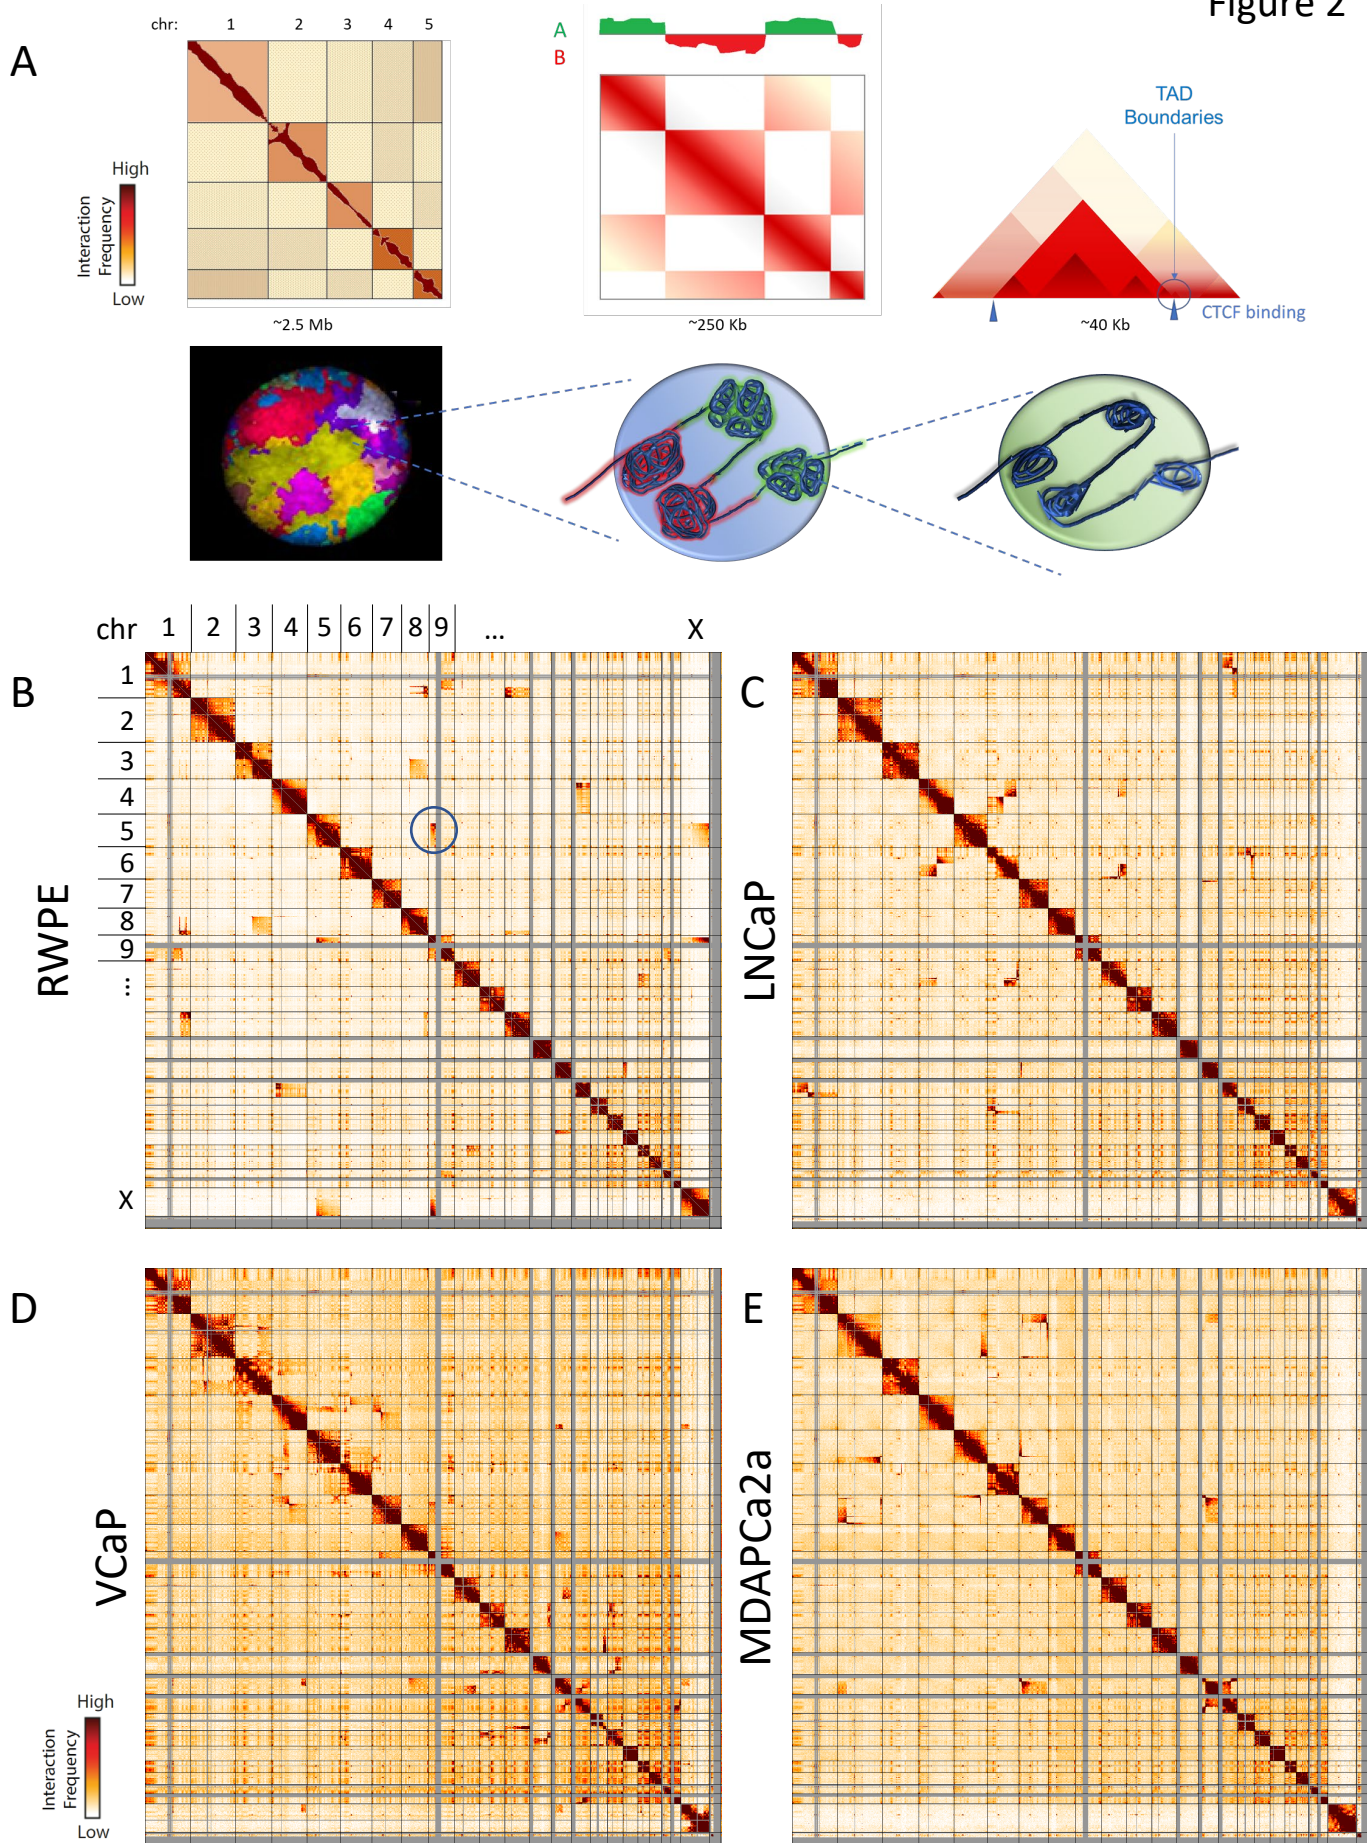 Figure 2
A
chr: 1 2 3 4 5
High
Interaction
Frequency
Low
~2.5 Mb
A
B
~250 Kb
TAD
Boundaries
CTCF binding
~40 Kb
chr 1 2 3 4 5 6 7 8 9 ... X
B
RWPE
1
2
3
4
5
6
7
8
9
...
X
C
LNCaP
D
VCaP
High
Interaction
Frequency
Low
E
MDAPCa2a